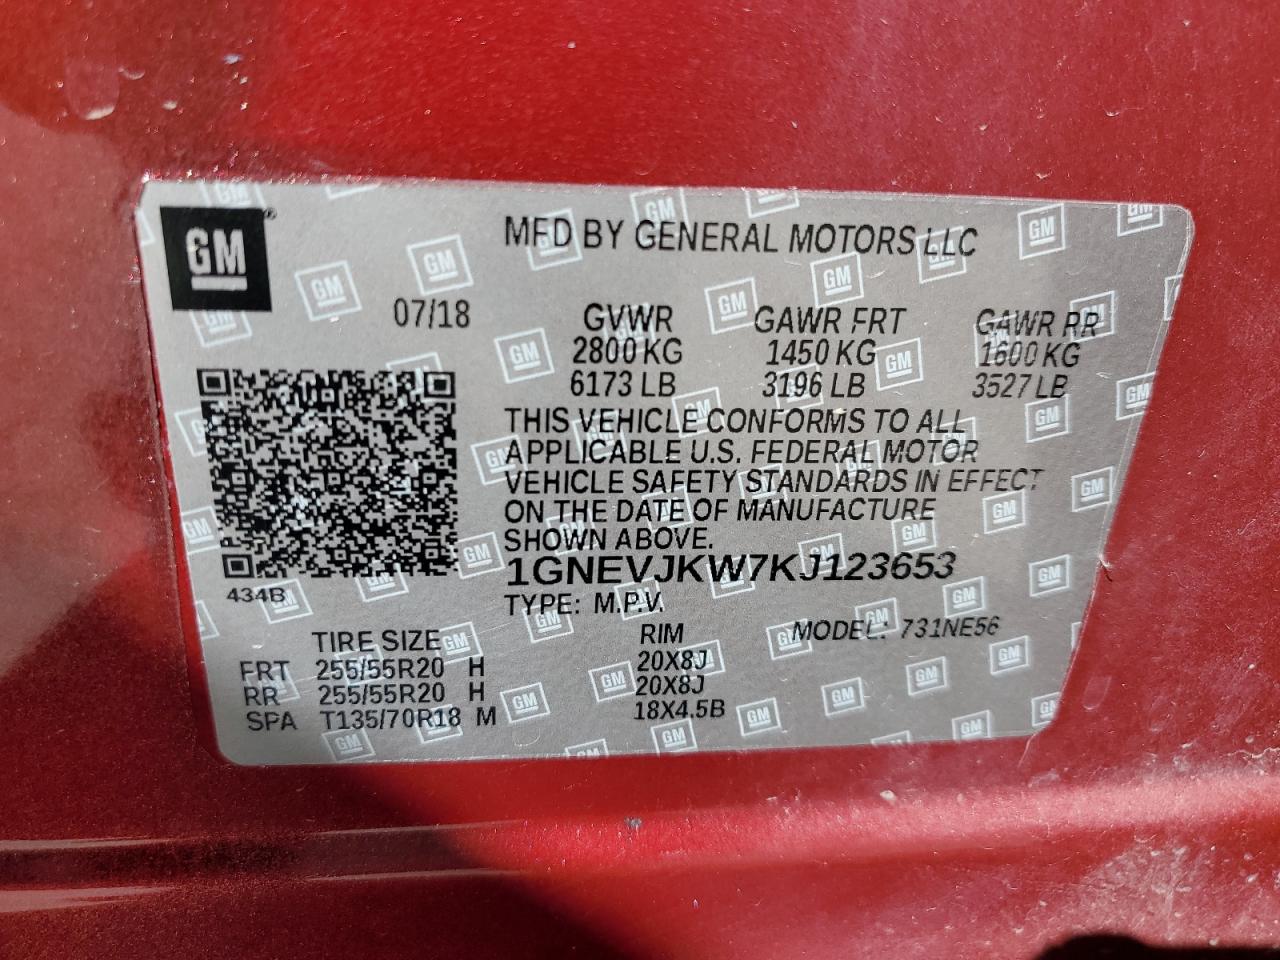 GM
MFD BY GENERAL MOTORS LLC
07/18
GVWR GAWR FRT GAWR RR
2800 KG 1450 KG 1600 KG
6173 LB 3196 LB 3527 LB
THIS VEHICLE CONFORMS TO ALL
APPLICABLE U.S. FEDERAL MOTOR
VEHICLE SAFETY STANDARDS IN EFFECT
ON THE DATE OF MANUFACTURE
SHOWN ABOVE.
1GNEVJKW7KJ123653
434B
TYPE: M.P.V.
MODEL: 731NE56
TIRE SIZE RIM
FRT 255/55R20 H 20X8J
RR 255/55R20 H 20X8J
SPA T135/70R18 M 18X4.5B